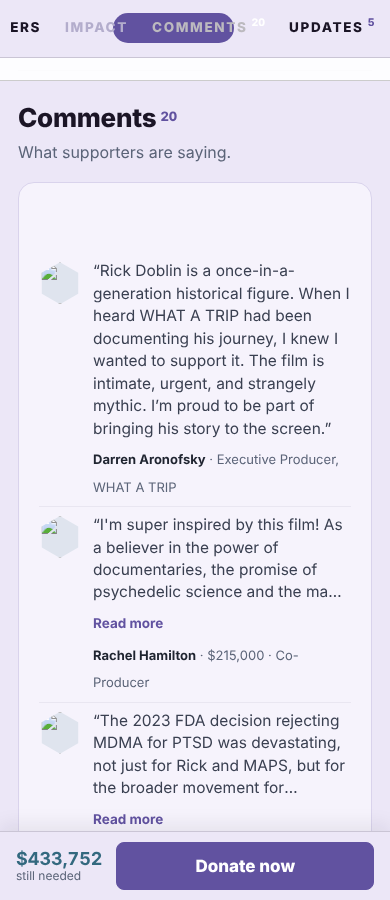 ERS IMPACT COMMENTS 20 UPDATES 5
Comments 20
What supporters are saying.
“Rick Doblin is a once-in-a-
generation historical figure. When I
heard WHAT A TRIP had been
documenting his journey, I knew I
wanted to support it. The film is
intimate, urgent, and strangely
mythic. I’m proud to be part of
bringing his story to the screen.”
Darren Aronofsky · Executive Producer,
WHAT A TRIP
“I'm super inspired by this film! As
a believer in the power of
documentaries, the promise of
psychedelic science and the ma...
Read more
Rachel Hamilton · $215,000 · Co-
Producer
“The 2023 FDA decision rejecting
MDMA for PTSD was devastating,
not just for Rick and MAPS, but for
the broader movement for...
Read more
$433,752
still needed
Donate now